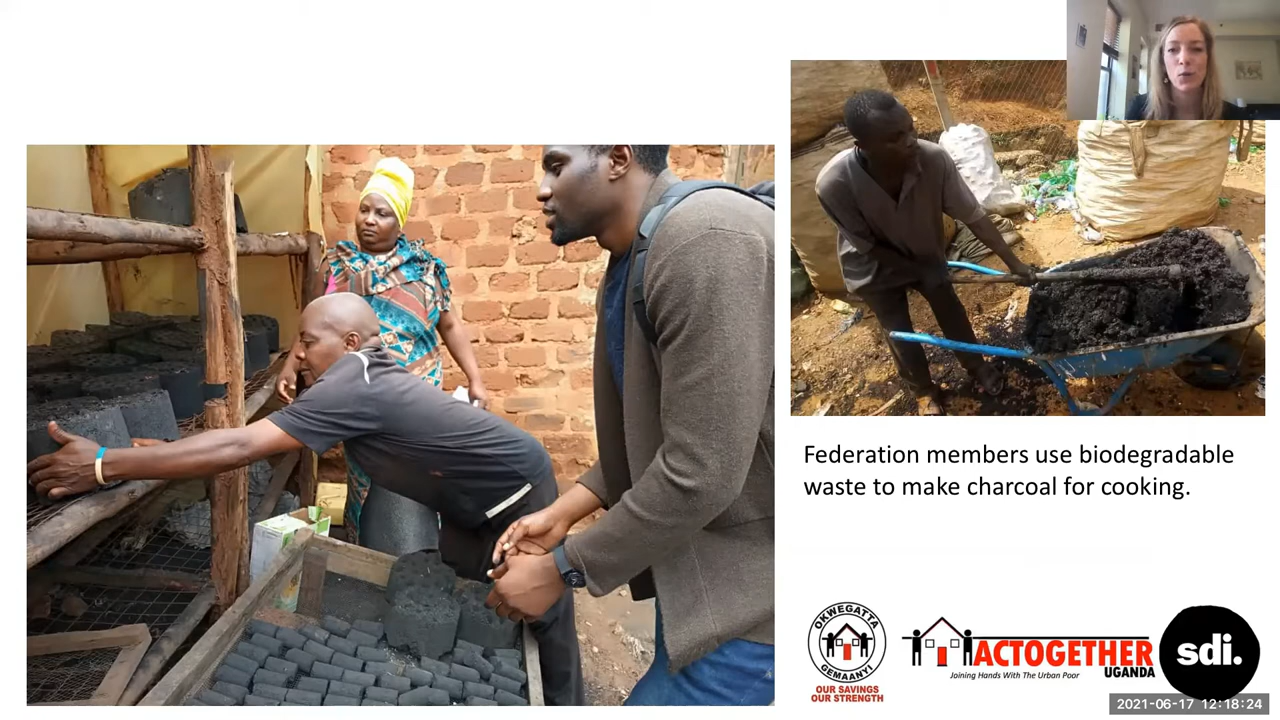 Federation members use biodegradable
waste to make charcoal for cooking.
OKWEGATTA
GEMAANYI
OUR SAVINGS
OUR STRENGTH
ACTOGETHER
UGANDA
Joining Hands With The Urban Poor
sdi.
2021-06-17 12:18:24